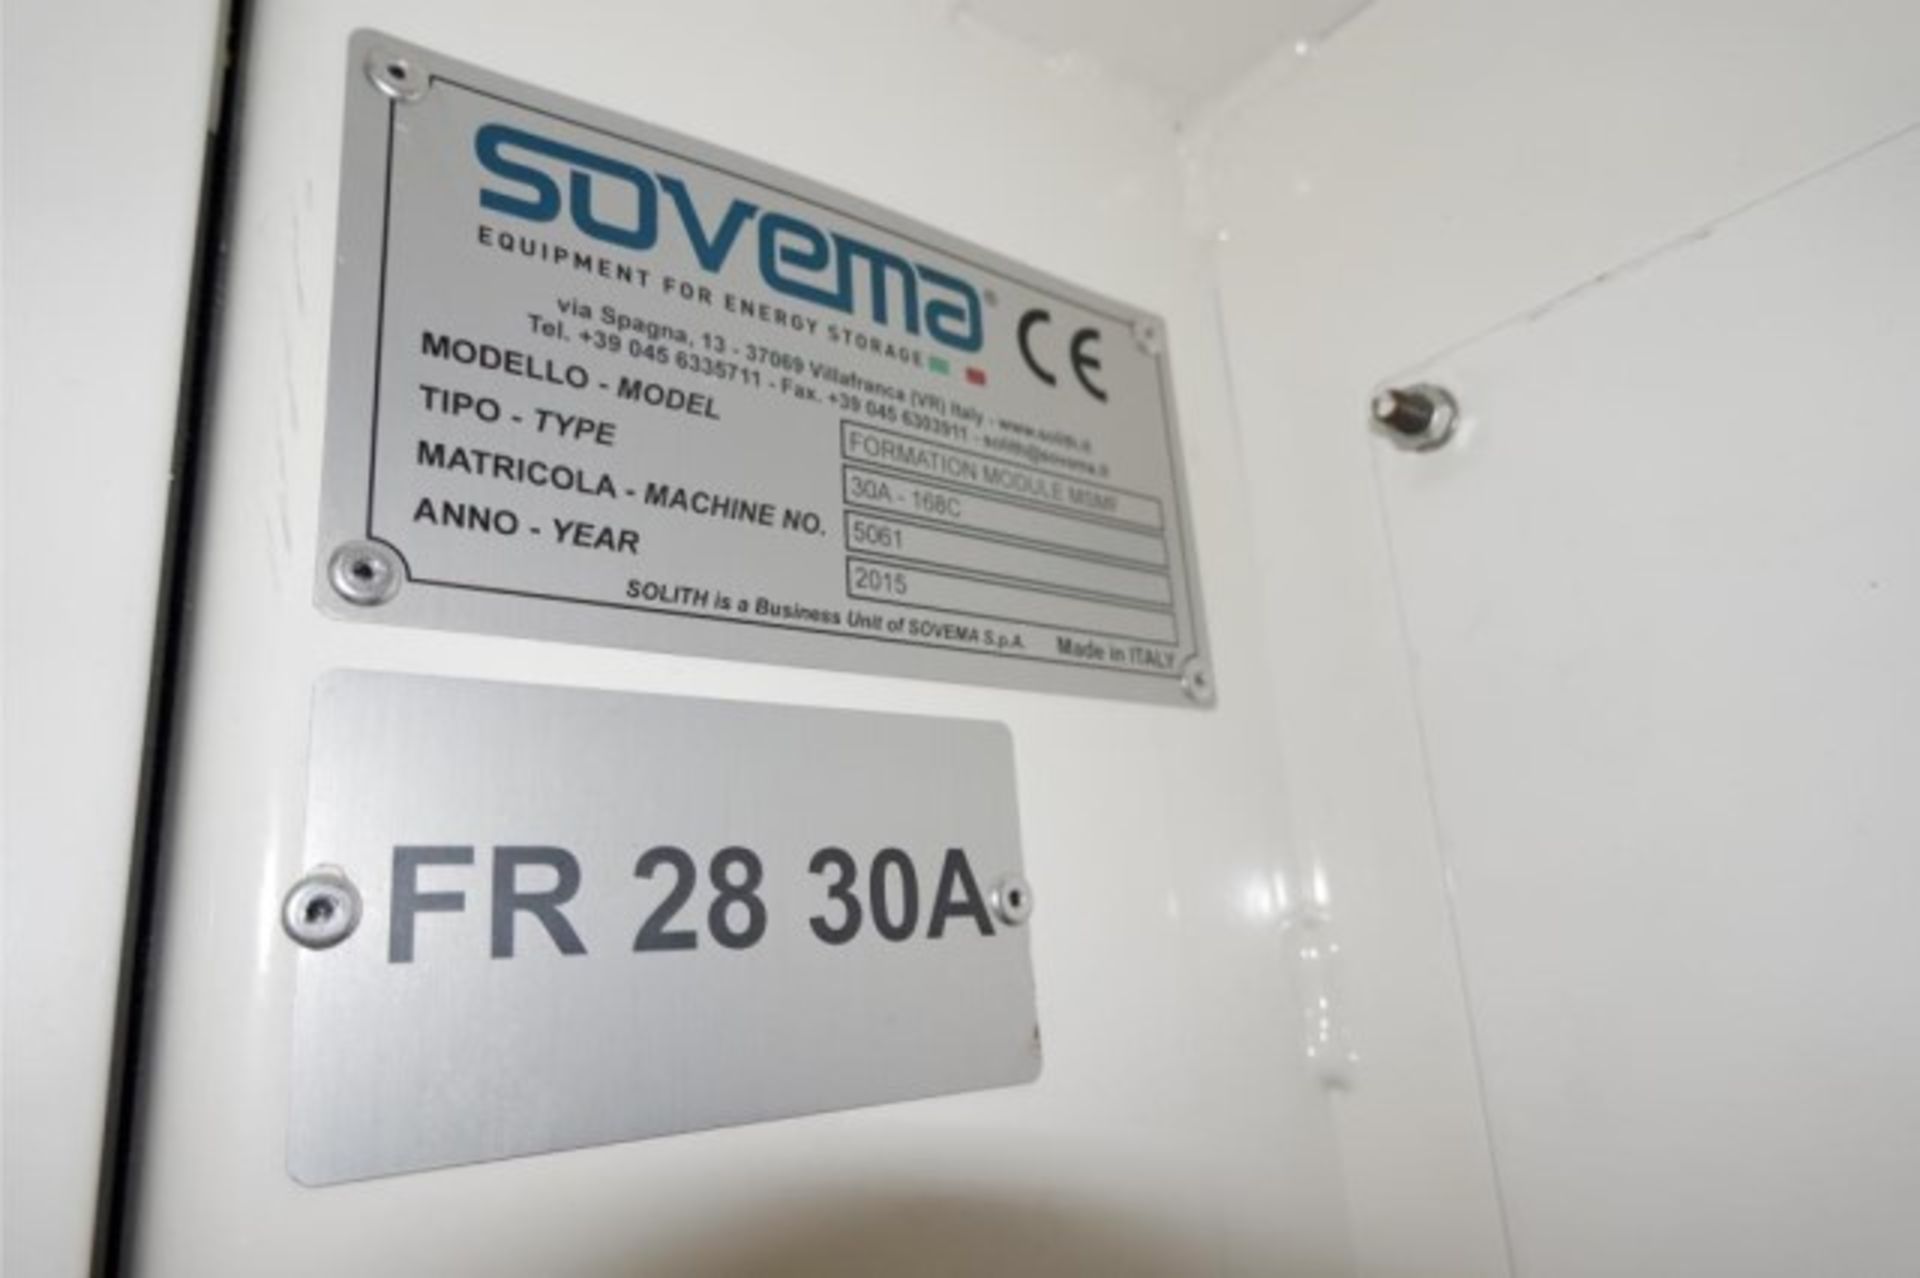 SOVEMA®
EQUIPMENT FOR ENERGY STORAGE
CE
via Spagna, 13 - 37069 Villafranca (VR) Italy - www.solith.it
Tel. +39 045 6335711 - Fax. +39 045 6303911 - solith@sovema.it
MODELLO - MODEL FORMATION MODULE
TIPO - TYPE 30A - 168C
MATRICOLA - MACHINE NO. 5061
ANNO - YEAR 2015
SOLITH is a Business Unit of SOVEMA S.p.A. Made in ITALY
FR 28 30A